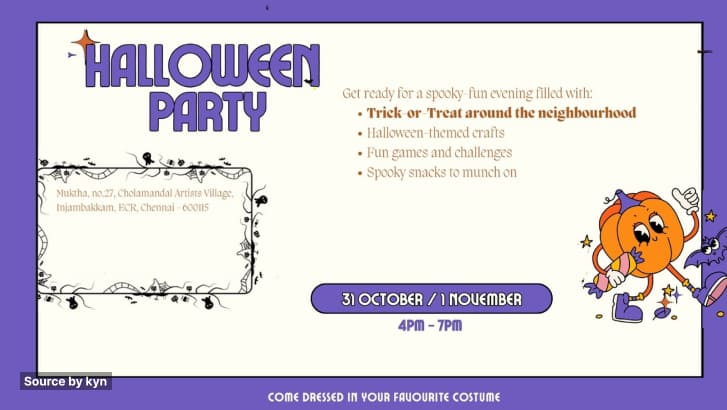 HALLOWEEN
PARTY
Get ready for a spooky-fun evening filled with:
• Trick-or-Treat around the neighbourhood
• Halloween-themed crafts
• Fun games and challenges
• Spooky snacks to munch on
Muktha, no.27, Cholamandal Artists Village,
Injambakkam, ECR, Chennai - 600115
31 OCTOBER / 1 NOVEMBER
4PM - 7PM
Source by kyn
COME DRESSED IN YOUR FAVOURITE COSTUME